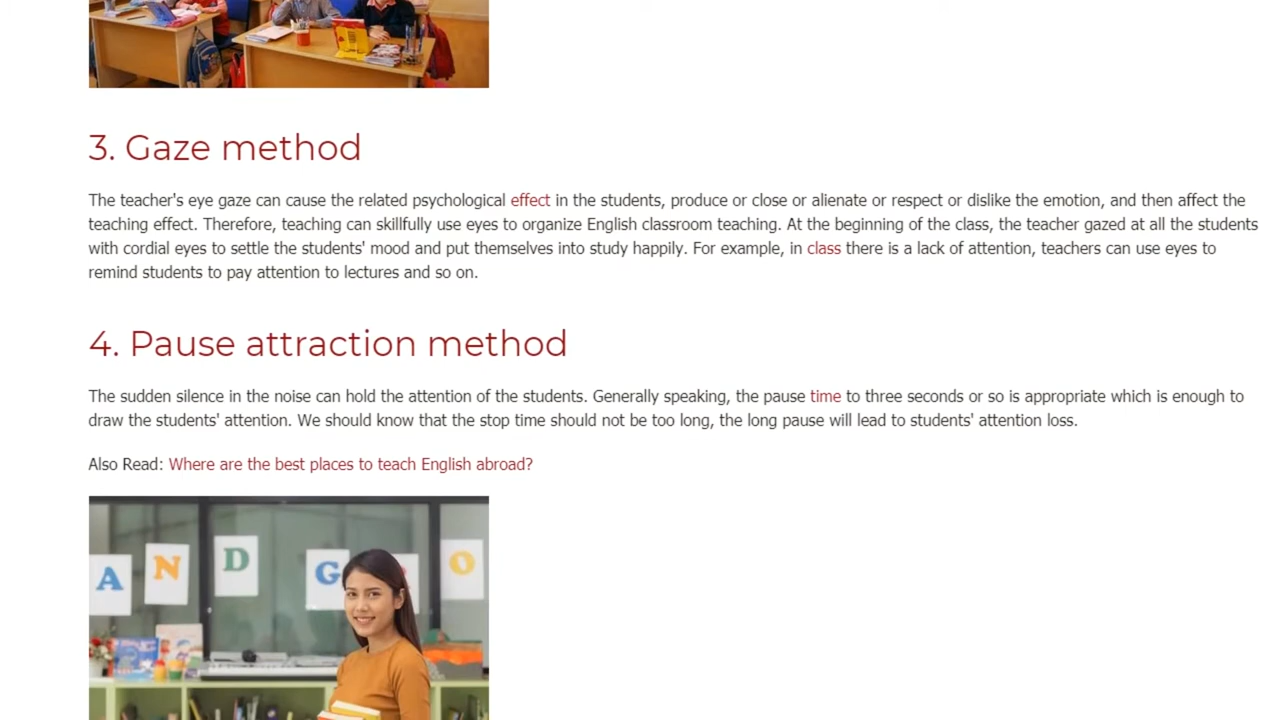 3. Gaze method
The teacher's eye gaze can cause the related psychological effect in the students, produce or close or alienate or respect or dislike the emotion, and then affect the
teaching effect. Therefore, teaching can skillfully use eyes to organize English classroom teaching. At the beginning of the class, the teacher gazed at all the students
with cordial eyes to settle the students' mood and put themselves into study happily. For example, in class there is a lack of attention, teachers can use eyes to
remind students to pay attention to lectures and so on.
4. Pause attraction method
The sudden silence in the noise can hold the attention of the students. Generally speaking, the pause time to three seconds or so is appropriate which is enough to
draw the students' attention. We should know that the stop time should not be too long, the long pause will lead to students' attention loss.
Also Read: Where are the best places to teach English abroad?
A N D G O